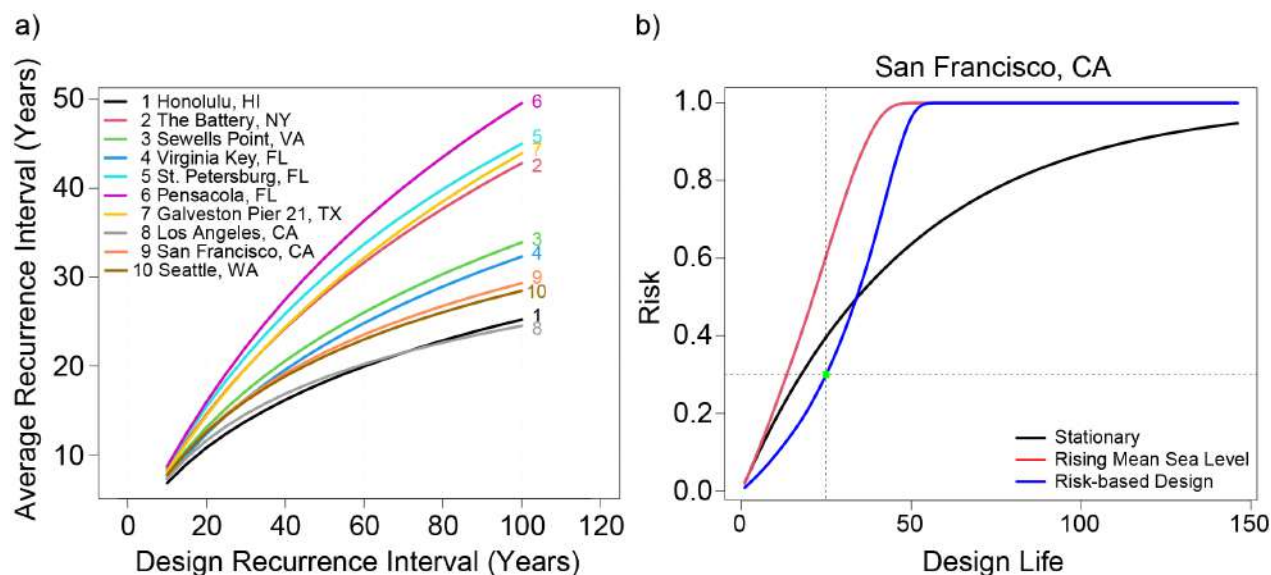 a)
Average Recurrence Interval (Years)
50
40
30
20
10
1 Honolulu, HI
2 The Battery, NY
3 Sewells Point, VA
4 Virginia Key, FL
5 St. Petersburg, FL
6 Pensacola, FL
7 Galveston Pier 21, TX
8 Los Angeles, CA
9 San Francisco, CA
10 Seattle, WA
6
5
7
2
3
4
9
10
1
8
0 20 40 60 80 100 120
Design Recurrence Interval (Years)
b)
San Francisco, CA
Risk
1.0
0.8
0.6
0.4
0.2
0.0
Stationary
Rising Mean Sea Level
Risk-based Design
0 50 100 150
Design Life